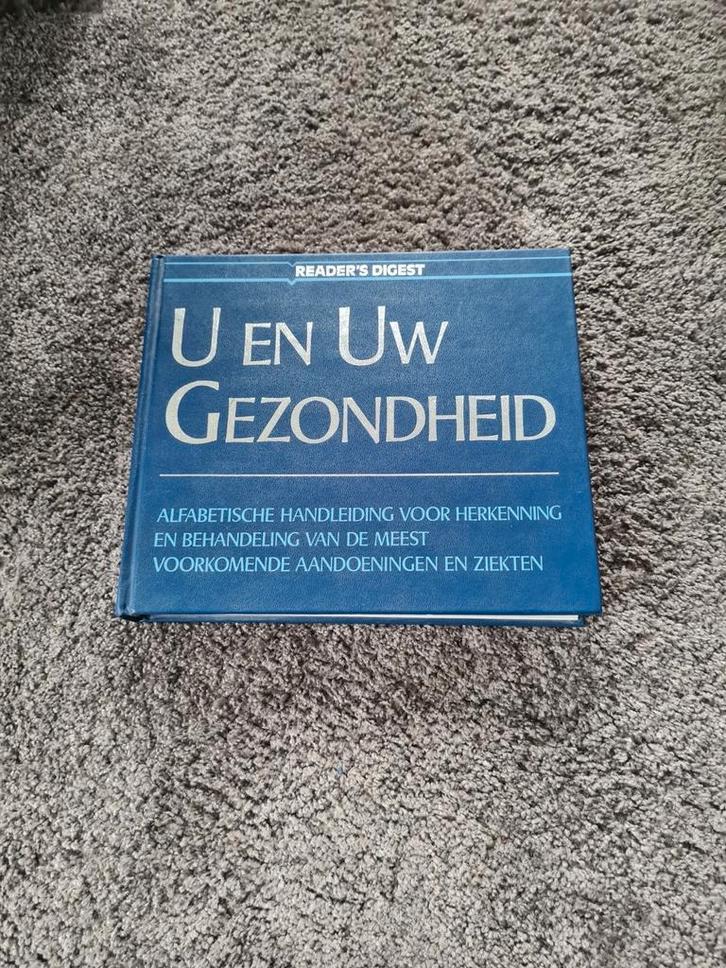 READER'S DIGEST
U EN UW
GEZONDHEID
ALFABETISCHE HANDLEIDING VOOR HERKENNING
EN BEHANDELING VAN DE MEEST
VOORKOMENDE AANDOENINGEN EN ZIEKTEN